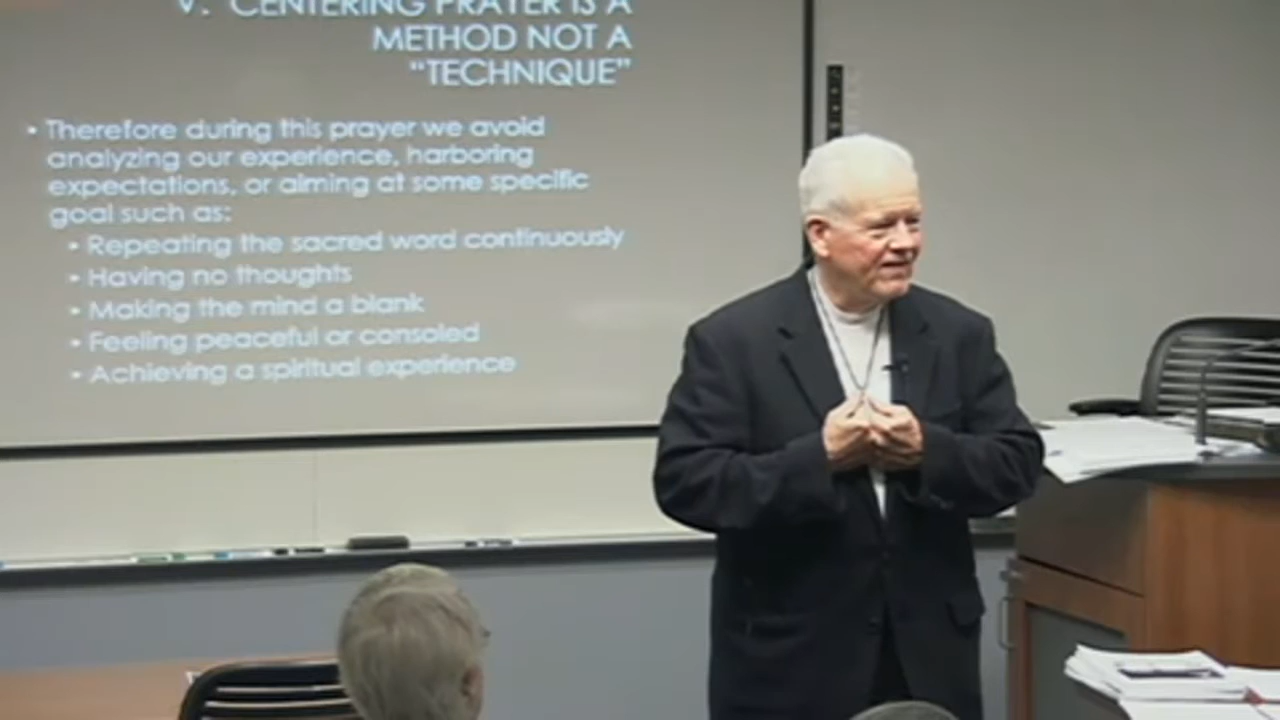 V. CENTERING PRAYER IS A
METHOD NOT A
“TECHNIQUE”
• Therefore during this prayer we avoid
analyzing our experience, harboring
expectations, or aiming at some specific
goal such as:
• Repeating the sacred word continuously
• Having no thoughts
• Making the mind a blank
• Feeling peaceful or consoled
• Achieving a spiritual experience